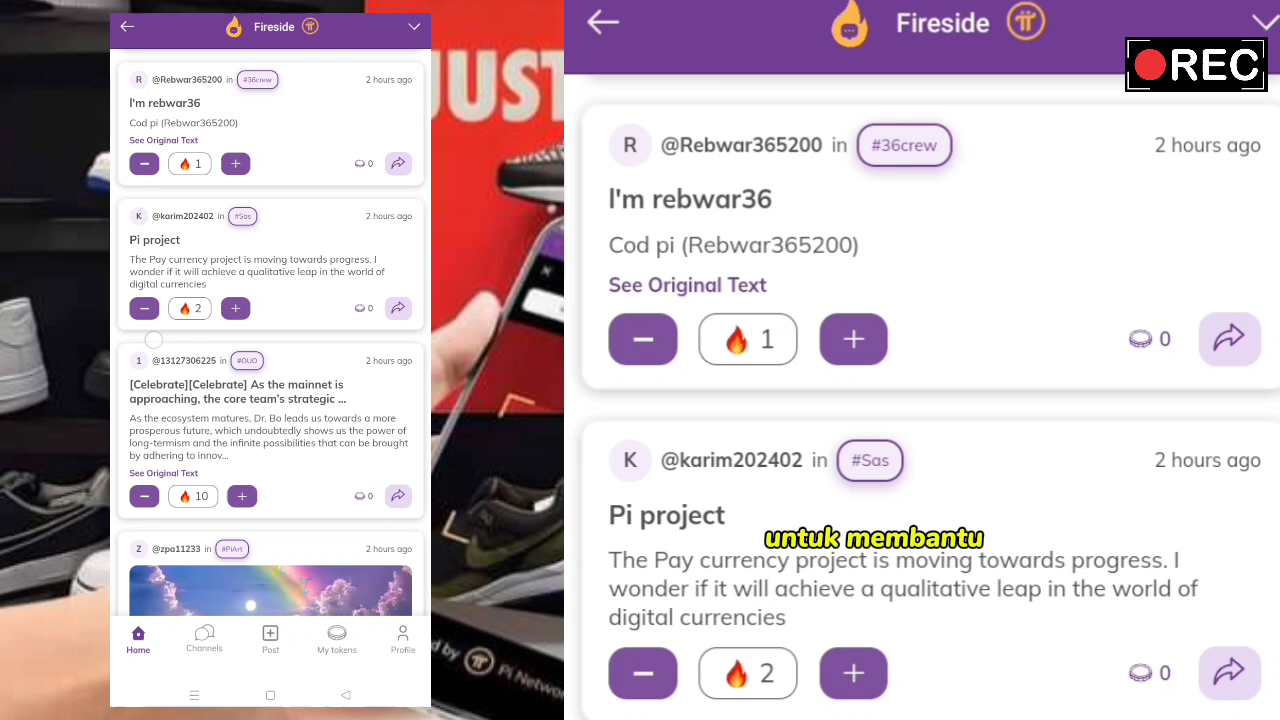 Fireside
R @Rebwar365200 in #36crew 2 hours ago
I'm rebwar36
Cod pi (Rebwar365200)
See Original Text
1
0
K @karim202402 in #Sas 2 hours ago
Pi project
The Pay currency project is moving towards progress. I
wonder if it will achieve a qualitative leap in the world of
digital currencies
2
0
1 @13127306225 in #OUO 2 hours ago
[Celebrate][Celebrate] As the mainnet is
approaching, the core team's strategic ...
As the ecosystem matures, Dr. Bo leads us towards a more
prosperous future, which undoubtedly shows us the power of
long-termism and the infinite possibilities that can be brought
by adhering to innov...
See Original Text
10
0
Z @zpa11233 in #PiArt 2 hours ago
Home Channels Post My tokens Profile
JUST
Pi Networ
Fireside
REC
R @Rebwar365200 in #36crew 2 hours ago
I'm rebwar36
Cod pi (Rebwar365200)
See Original Text
1
0
K @karim202402 in #Sas 2 hours ago
Pi project
untuk membantu
The Pay currency project is moving towards progress. I
wonder if it will achieve a qualitative leap in the world of
digital currencies
2
0